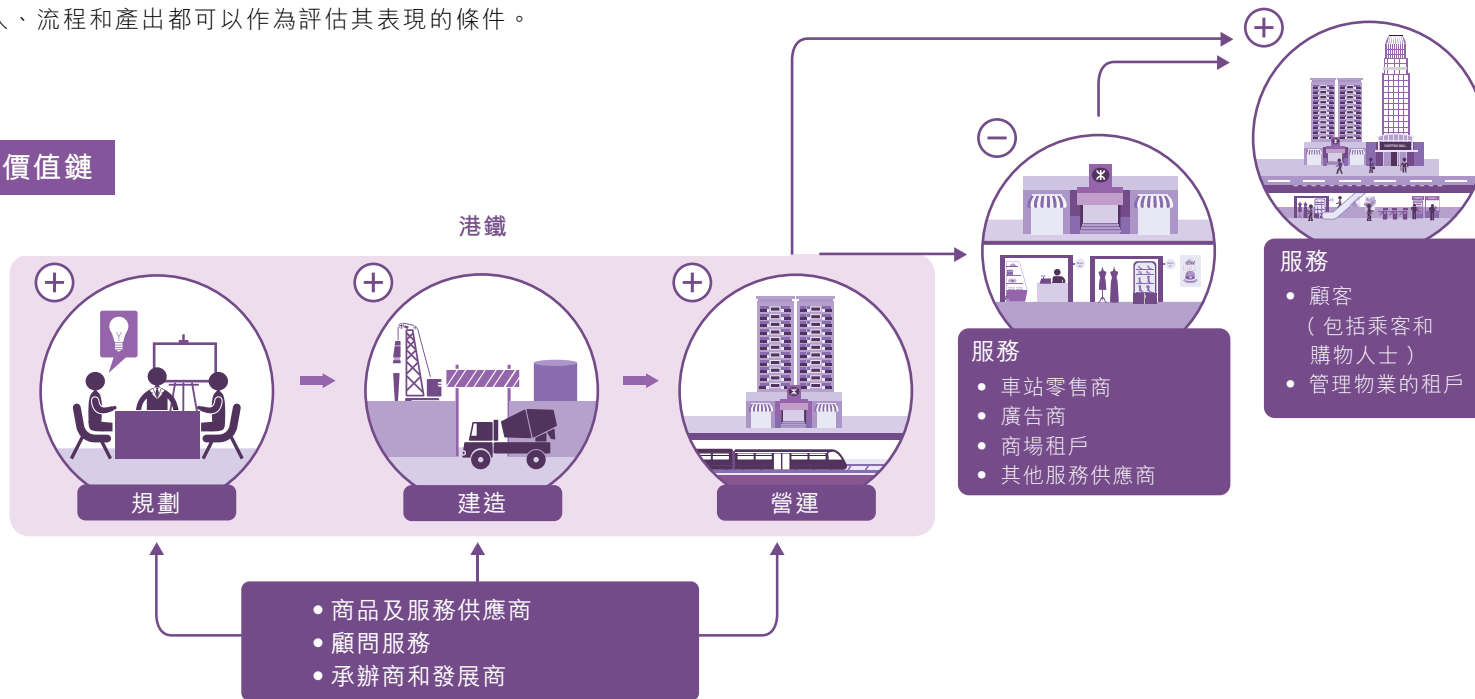 人、流程和產出都可以作為評估其表現的條件。
價值鏈
港鐵
規劃
建造
營運
服務
• 車站零售商
• 廣告商
• 商場租戶
• 其他服務供應商
服務
• 顧客
（包括乘客和
購物人士）
• 管理物業的租戶
SHOPPING MALL
• 商品及服務供應商
• 顧問服務
• 承辦商和發展商